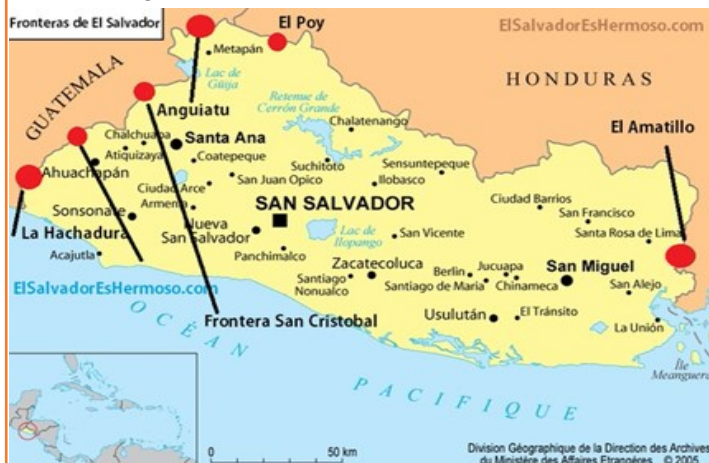 Fronteras de El Salvador
El Poy
ElSalvadorEsHermoso.com
Metapán
Lac de
Güija
GUATEMALA
HONDURAS
Retenue de
Cerrón Grande
Anguiatu
Chalatenango
El Amatillo
Chalchuapa
Santa Ana
Atiquizaya
Coatepeque
Suchitoto
Sensuntepeque
Ahuachapán
San Juan Opico
Ilobasco
Ciudad Arce
Ciudad Barrios
Armenia
SAN SALVADOR
Sonsonate
San Francisco
Nueva
San Salvador
Lac de
Ilopango
San Vicente
Santa Rosa de Lima
La Hachadura
Panchimalco
Acajutla
Zacatecoluca
Berlin
Jucuapa
San Miguel
Santiago
Nonualco
Santiago de Maria
Chinameca
San Alejo
ElSalvadorEsHermoso.com
Frontera San Cristobal
Usulután
El Tránsito
La Unión
OCÉAN
PACIFIQUE
Île
Meanguera
0
50 km
Division Géographique de la Direction des Archives
du Ministère des Affaires Etrangères © 2005